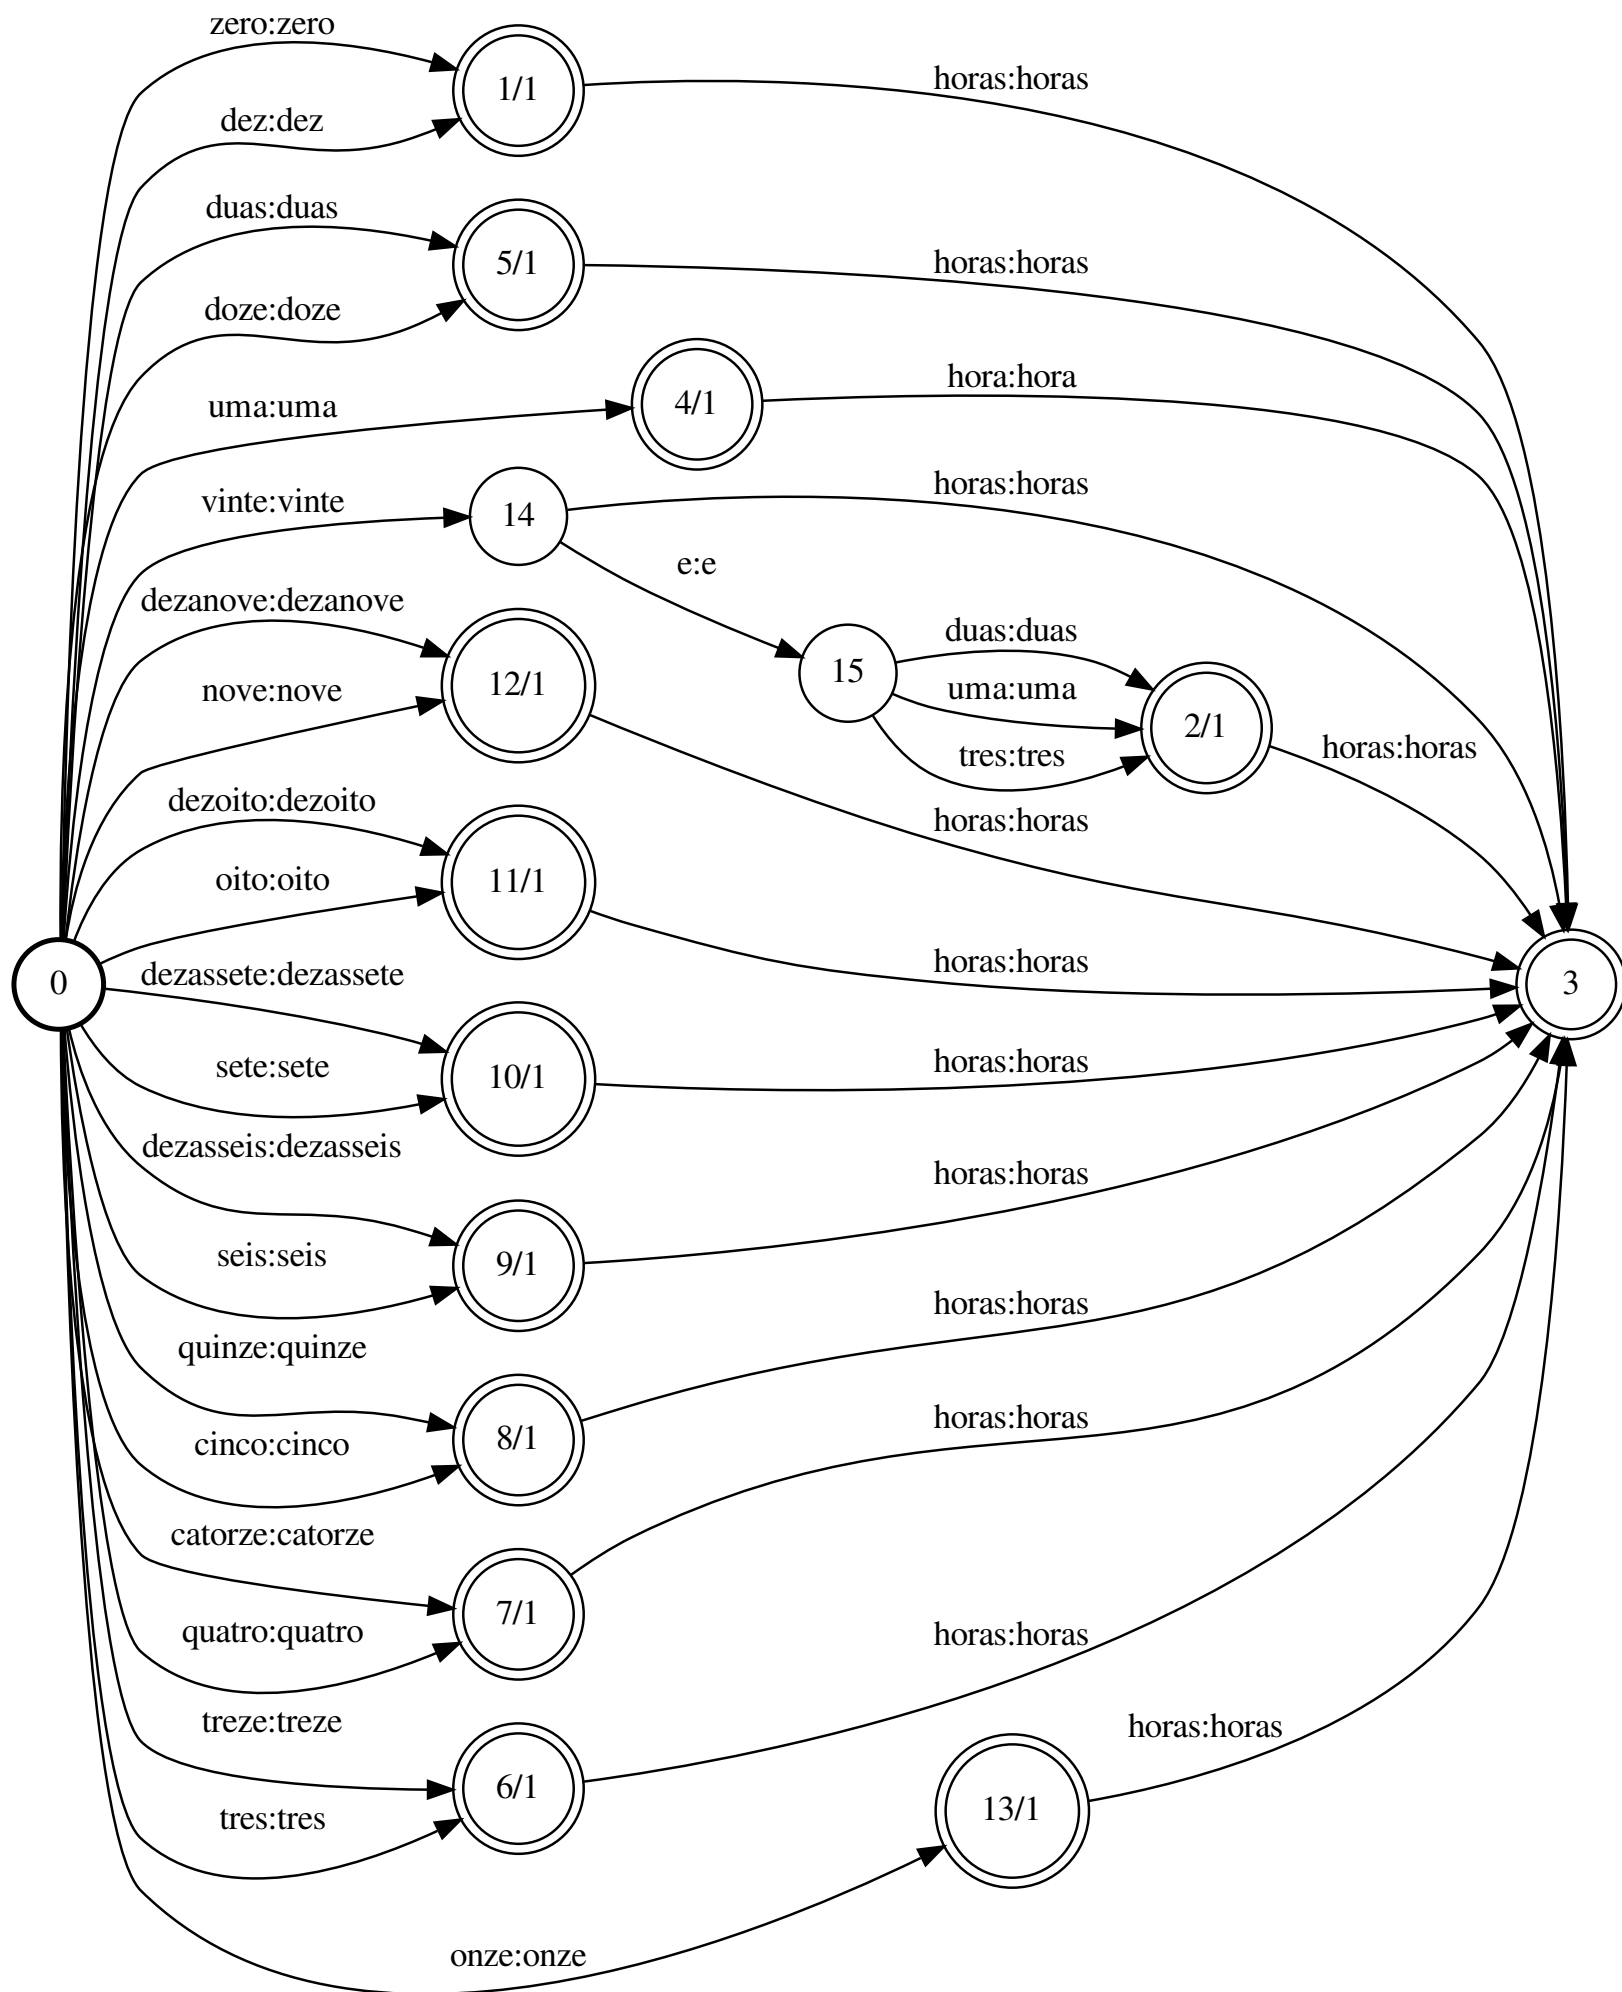 zero:zero
1/1
horas:horas
dez:dez
duas:duas
5/1
horas:horas
doze:doze
hora:hora
uma:uma
4/1
vinte:vinte
14
horas:horas
e:e
dezanove:dezanove
12/1
nove:nove
15
duas:duas
uma:uma
tres:tres
2/1
horas:horas
horas:horas
dezoito:dezoito
11/1
oito:oito
horas:horas
0
3
dezassete:dezassete
10/1
sete:sete
horas:horas
dezasseis:dezasseis
horas:horas
seis:seis
9/1
horas:horas
quinze:quinze
horas:horas
cinco:cinco
8/1
catorze:catorze
7/1
quatro:quatro
horas:horas
treze:treze
horas:horas
6/1
tres:tres
13/1
onze:onze